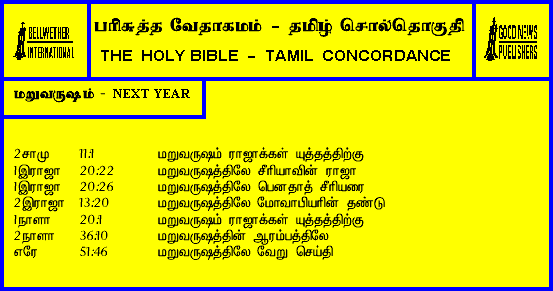 BELLWETHER
INTERNATIONAL
பரிசுத்த வேதாகமம் - தமிழ் சொல்தொகுதி
THE HOLY BIBLE - TAMIL CONCORDANCE
GOOD NEWS
PUBLISHERS
மறுவருஷம் - NEXT YEAR
2சாமு 11:1 மறுவருஷம் ராஜாக்கள் யுத்தத்திற்கு
1இராஜா 20:22 மறுவருஷத்திலே சீரியாவின் ராஜா
1இராஜா 20:26 மறுவருஷத்திலே பெனதாத் சீரியரை
2இராஜா 13:20 மறுவருஷத்திலே மோவாபியரின் தண்டு
1நாளா 20:1 மறுவருஷம் ராஜாக்கள் யுத்தத்திற்கு
2நாளா 36:10 மறுவருஷத்தின் ஆரம்பத்திலே
எரே 51:46 மறுவருஷத்திலே வேறு செய்தி